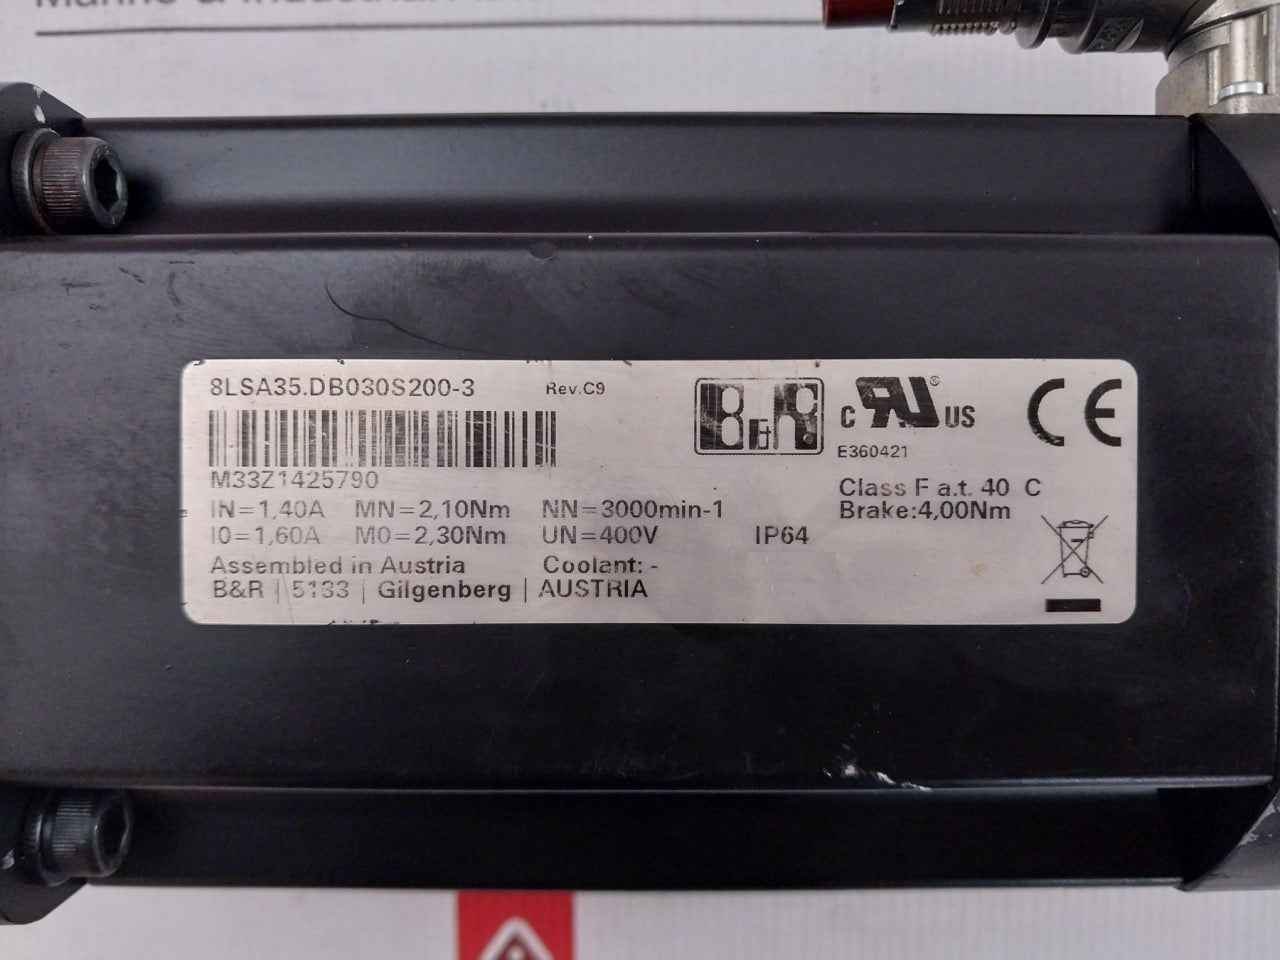 8LSA35.DB030S200-3 Rev.C9
M33Z1425790
IN=1,40A MN=2,10Nm NN=3000min-1
I0=1,60A M0=2,30Nm UN=400V IP64
Assembled in Austria Coolant: -
B&R | 5133 | Gilgenberg | AUSTRIA
B&R
c RU® US
E360421
CE
Class F a.t. 40 C
Brake:4,00Nm